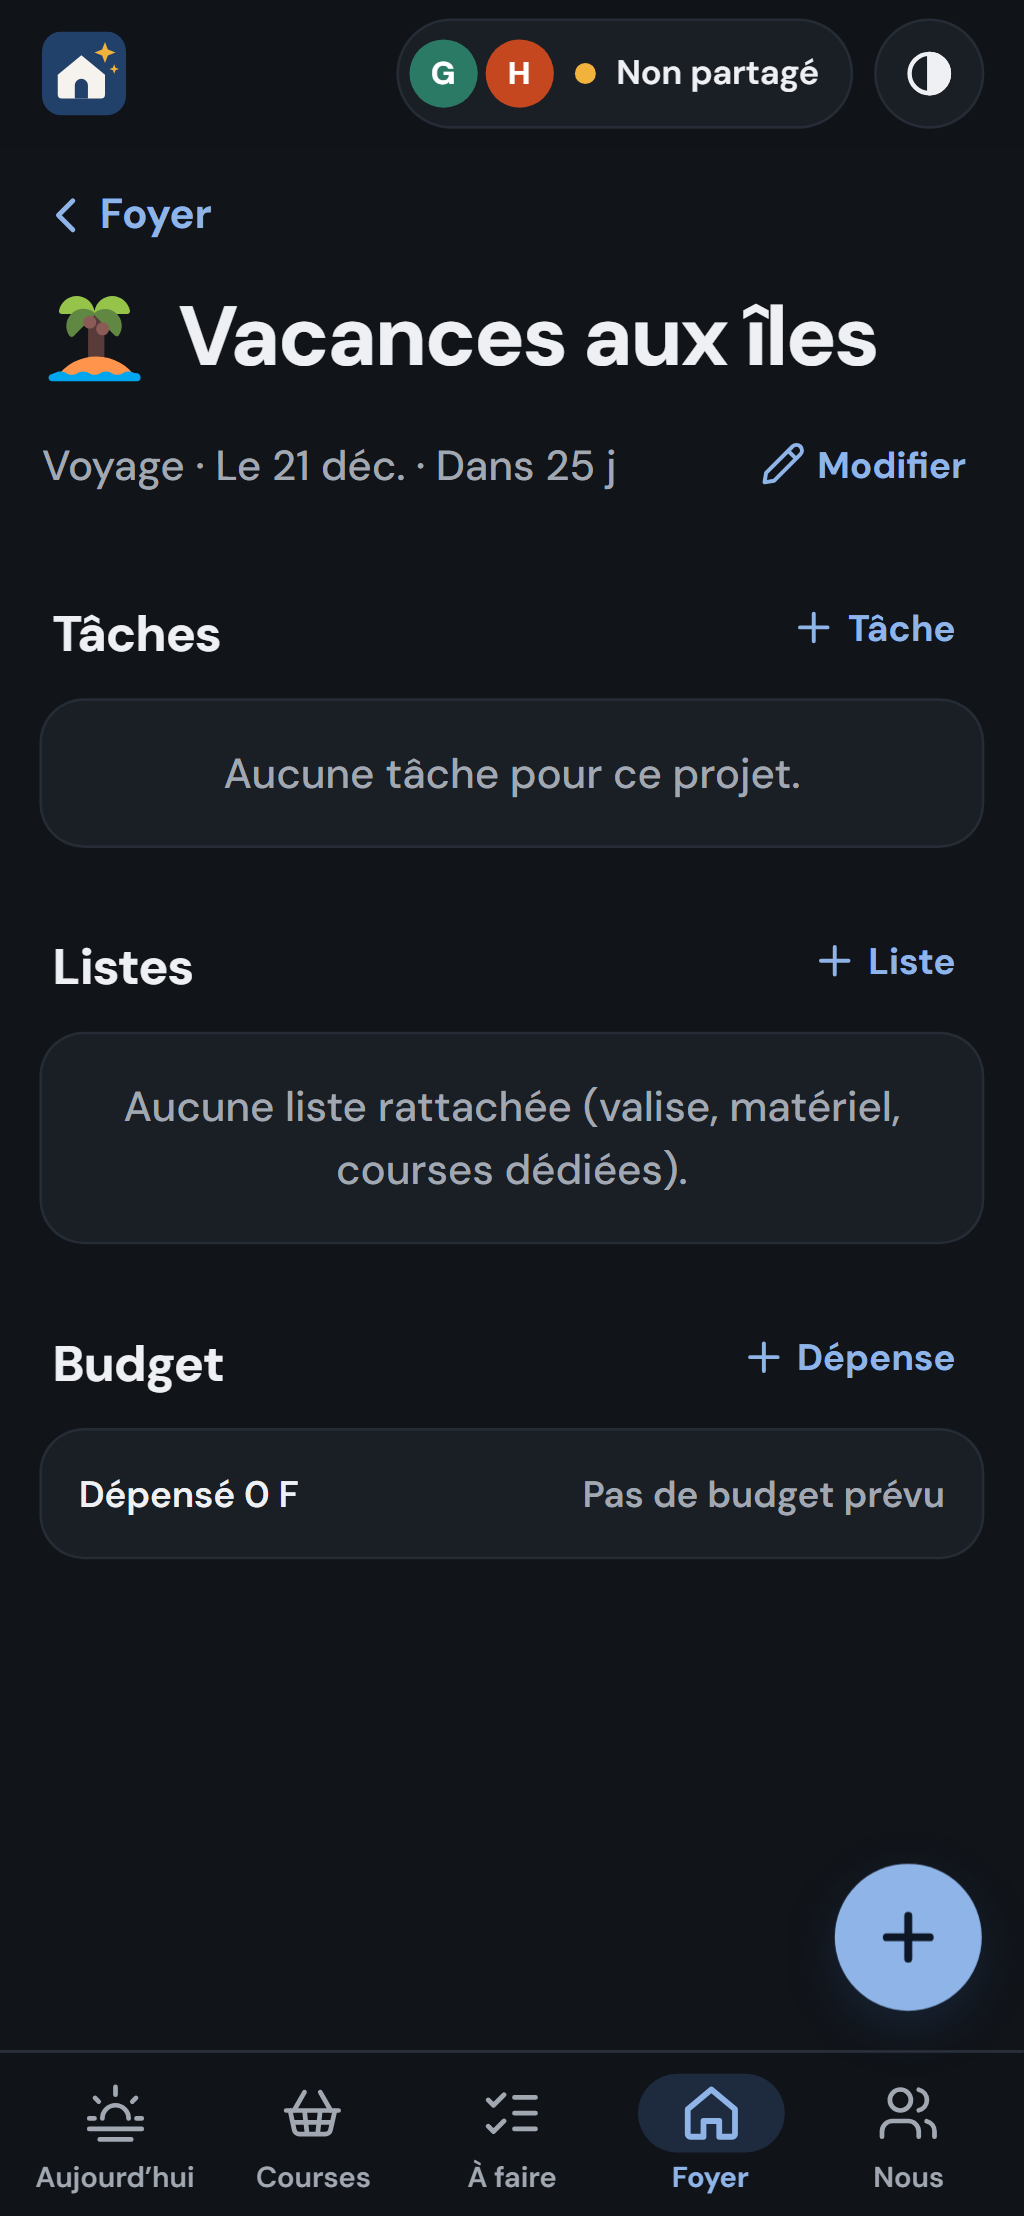 G H Non partagé
Foyer
Vacances aux îles
Voyage · Le 21 déc. · Dans 25 j
Modifier
Tâches
Tâche
Aucune tâche pour ce projet.
Listes
Liste
Aucune liste rattachée (valise, matériel,
courses dédiées).
Budget
Dépense
Dépensé 0 F
Pas de budget prévu
Aujourd’hui
Courses
À faire
Foyer
Nous